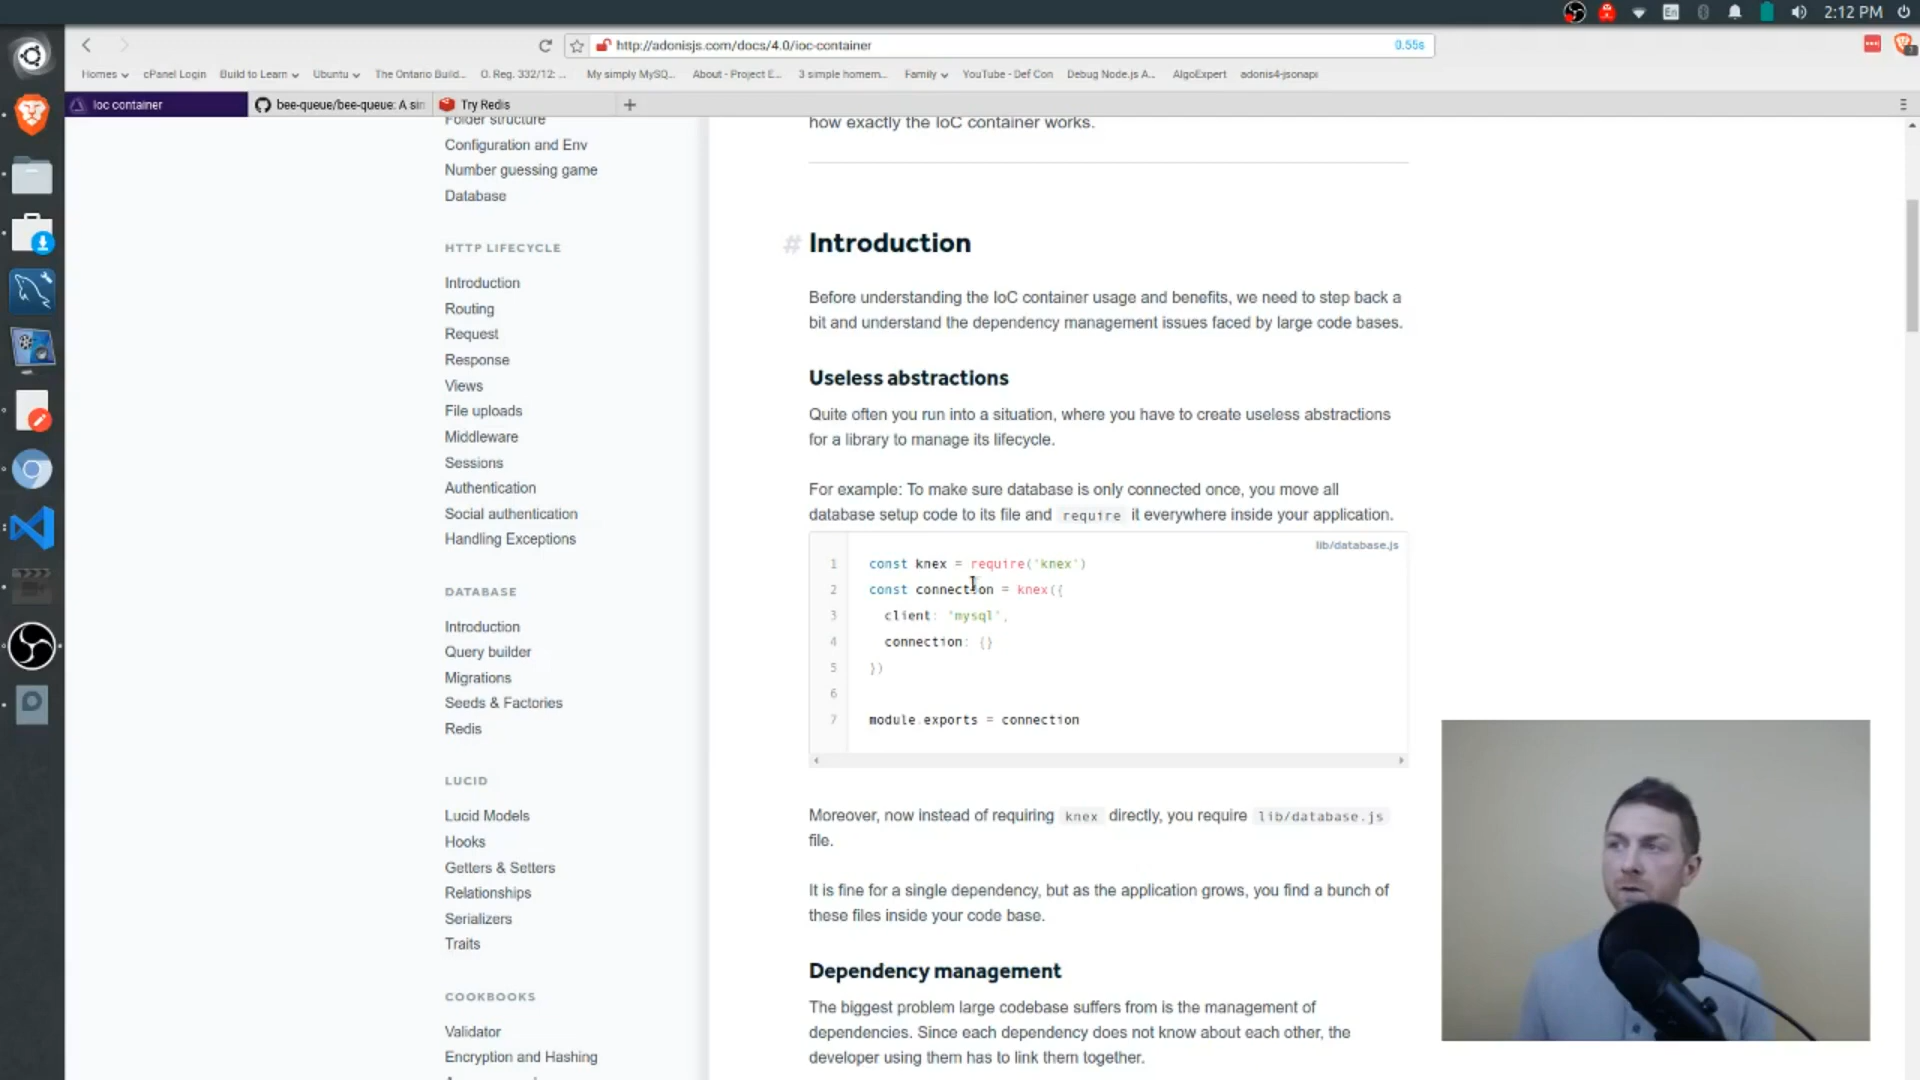 2:12 PM
En
http://adonisjs.com/docs/4.0/ioc-container
0.55s
Homes
cPanel Login
Build to Learn
Ubuntu
The Ontario Build...
O. Reg. 332/12: ...
My simply MySQ...
About - Project E...
3 simple homem...
Family
YouTube - Def Con
Debug Node.js A...
AlgoExpert
adonis4-jsonapi
Ioc container
bee-queue/bee-queue: A sim
Try Redis
Folder structure
Configuration and Env
Number guessing game
Database
HTTP LIFECYCLE
Introduction
Routing
Request
Response
Views
File uploads
Middleware
Sessions
Authentication
Social authentication
Handling Exceptions
DATABASE
Introduction
Query builder
Migrations
Seeds & Factories
Redis
LUCID
Lucid Models
Hooks
Getters & Setters
Relationships
Serializers
Traits
COOKBOOKS
Validator
Encryption and Hashing
how exactly the IoC container works.
# Introduction
Before understanding the IoC container usage and benefits, we need to step back a
bit and understand the dependency management issues faced by large code bases.
Useless abstractions
Quite often you run into a situation, where you have to create useless abstractions
for a library to manage its lifecycle.
For example: To make sure database is only connected once, you move all
database setup code to its file and require it everywhere inside your application.
lib/database.js
1 const knex = require('knex')
2 const connection = knex({
3 client: 'mysql',
4 connection: {}
5 })
6
7 module.exports = connection
Moreover, now instead of requiring knex directly, you require lib/database.js
file.
It is fine for a single dependency, but as the application grows, you find a bunch of
these files inside your code base.
Dependency management
The biggest problem large codebase suffers from is the management of
dependencies. Since each dependency does not know about each other, the
developer using them has to link them together.